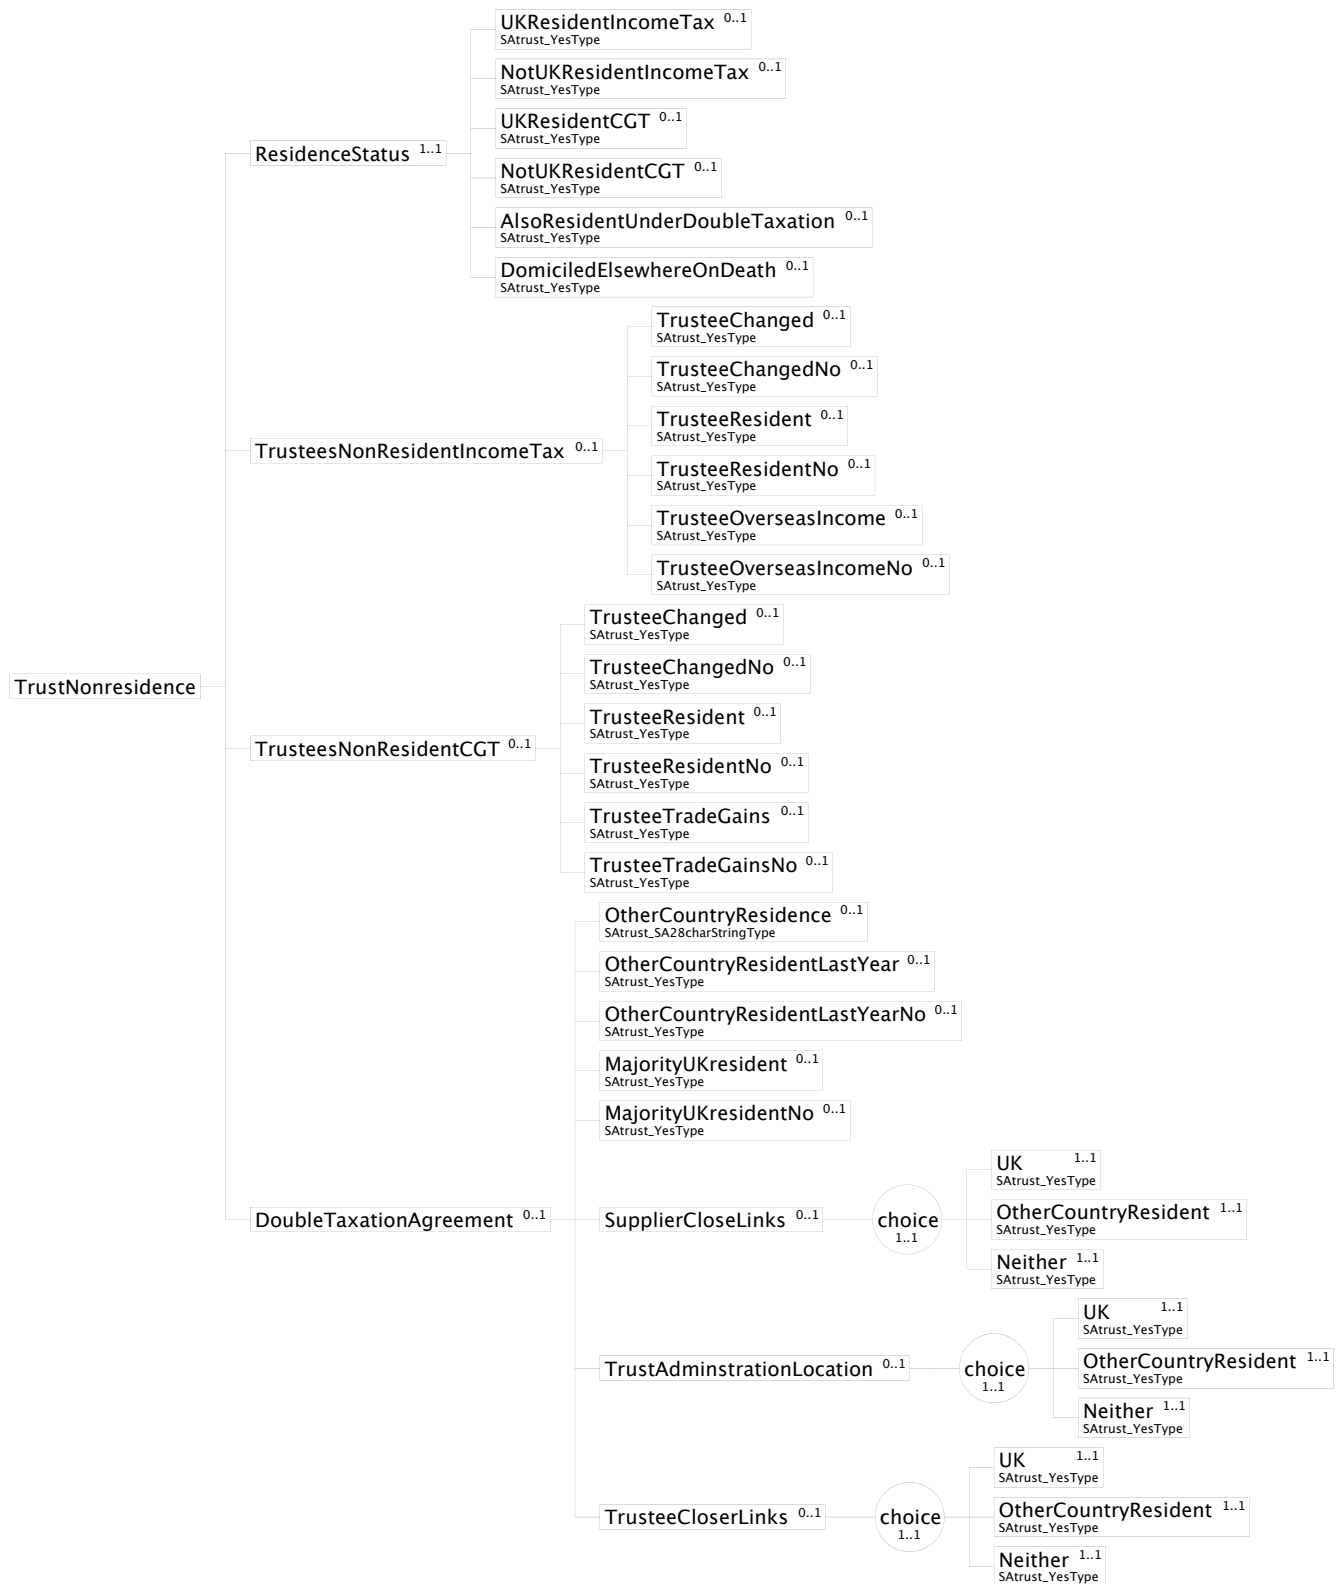 UKResidentIncomeTax 0..1
SAtrust_YesType
NotUKResidentIncomeTax 0..1
SAtrust_YesType
UKResidentCGT 0..1
SAtrust_YesType
ResidenceStatus 1..1
NotUKResidentCGT 0..1
SAtrust_YesType
AlsoResidentUnderDoubleTaxation 0..1
SAtrust_YesType
DomiciledElsewhereOnDeath 0..1
SAtrust_YesType
TrusteeChanged 0..1
SAtrust_YesType
TrusteeChangedNo 0..1
SAtrust_YesType
TrusteeResident 0..1
SAtrust_YesType
TrusteesNonResidentIncomeTax 0..1
TrusteeResidentNo 0..1
SAtrust_YesType
TrusteeOverseasIncome 0..1
SAtrust_YesType
TrusteeOverseasIncomeNo 0..1
SAtrust_YesType
TrusteeChanged 0..1
SAtrust_YesType
TrusteeChangedNo 0..1
SAtrust_YesType
TrustNonresidence
TrusteeResident 0..1
SAtrust_YesType
TrusteesNonResidentCGT 0..1
TrusteeResidentNo 0..1
SAtrust_YesType
TrusteeTradeGains 0..1
SAtrust_YesType
TrusteeTradeGainsNo 0..1
SAtrust_YesType
OtherCountryResidence 0..1
SAtrust_SA28charStringType
OtherCountryResidentLastYear 0..1
SAtrust_YesType
OtherCountryResidentLastYearNo 0..1
SAtrust_YesType
MajorityUKresident 0..1
SAtrust_YesType
MajorityUKresidentNo 0..1
SAtrust_YesType
DoubleTaxationAgreement 0..1
SupplierCloseLinks 0..1
choice
1..1
UK 1..1
SAtrust_YesType
OtherCountryResident 1..1
SAtrust_YesType
Neither 1..1
SAtrust_YesType
TrustAdminstrationLocation 0..1
choice
1..1
UK 1..1
SAtrust_YesType
OtherCountryResident 1..1
SAtrust_YesType
Neither 1..1
SAtrust_YesType
TrusteeCloserLinks 0..1
choice
1..1
UK 1..1
SAtrust_YesType
OtherCountryResident 1..1
SAtrust_YesType
Neither 1..1
SAtrust_YesType